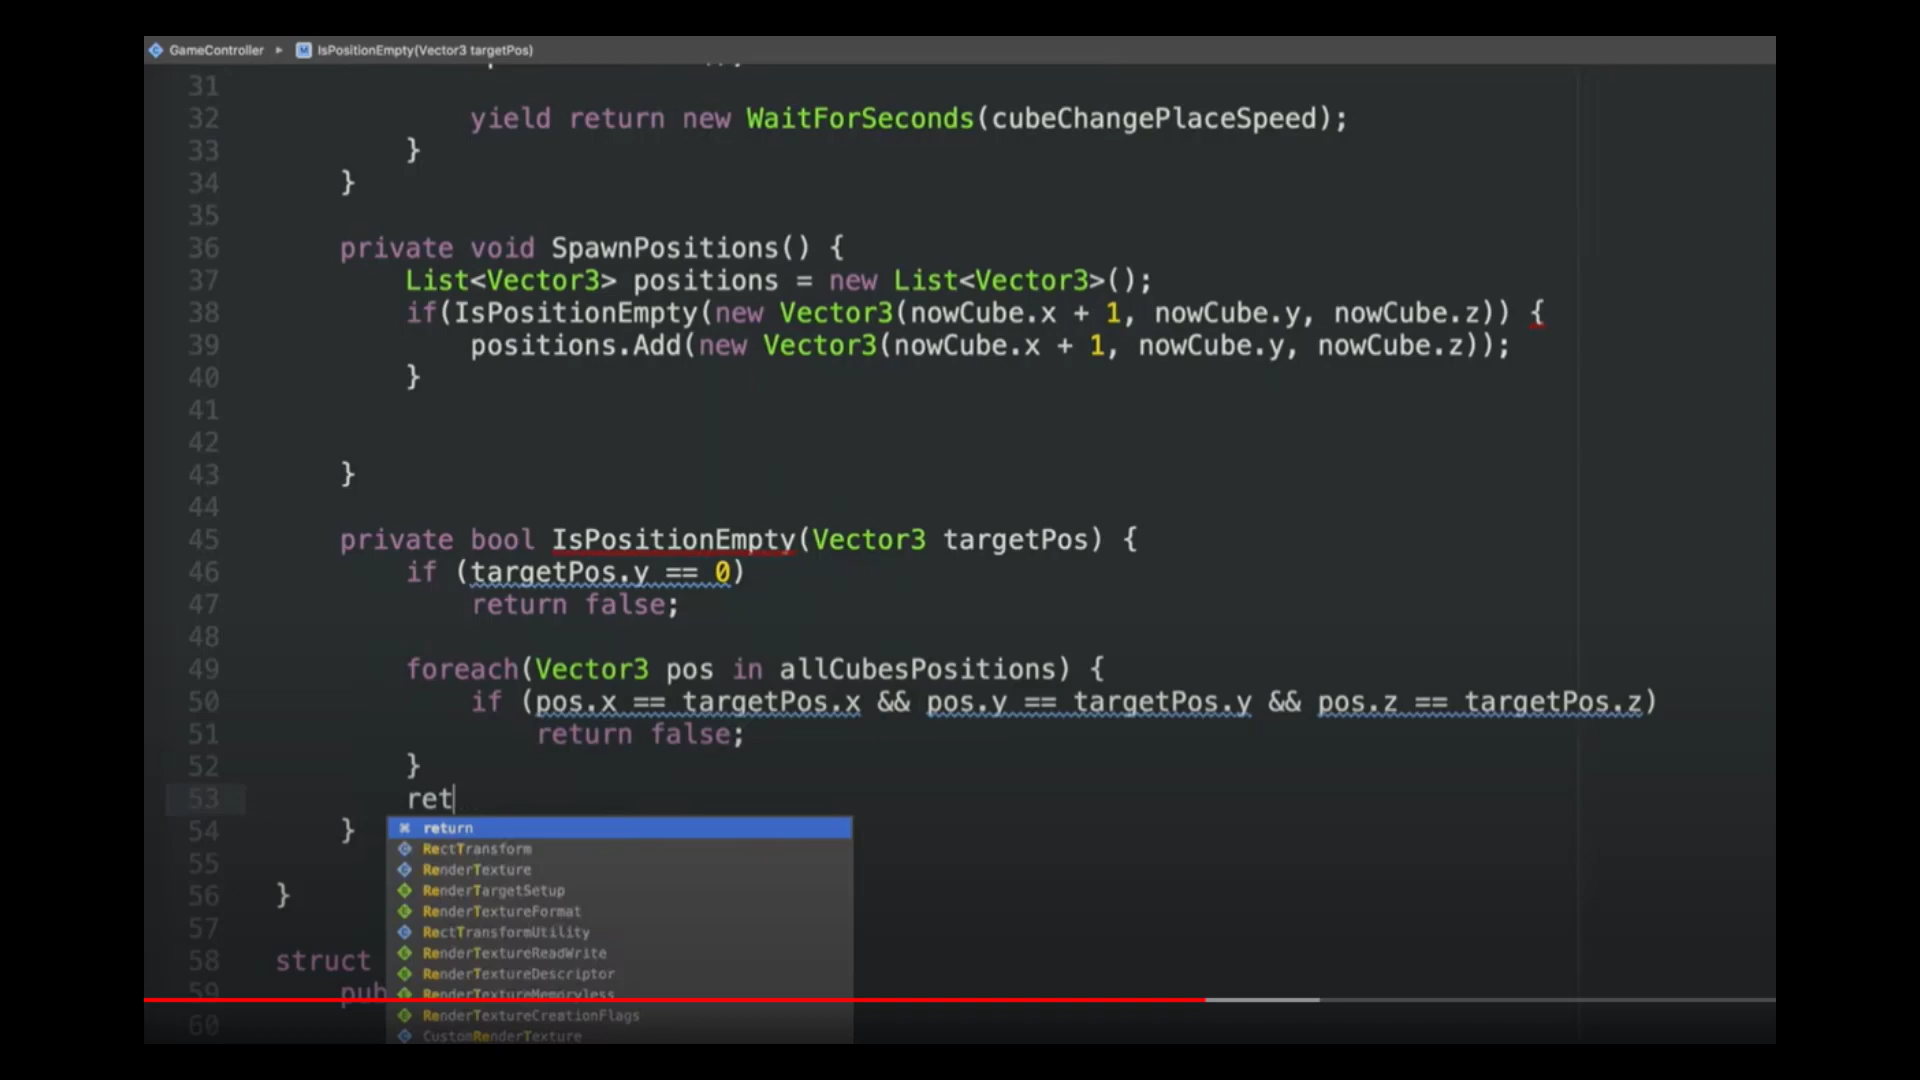 GameController ▸ IsPositionEmpty(Vector3 targetPos)
31
32 yield return new WaitForSeconds(cubeChangePlaceSpeed);
33 }
34 }
35
36 private void SpawnPositions() {
37 List<Vector3> positions = new List<Vector3>();
38 if(IsPositionEmpty(new Vector3(nowCube.x + 1, nowCube.y, nowCube.z)) {
39 positions.Add(new Vector3(nowCube.x + 1, nowCube.y, nowCube.z));
40 }
41
42
43 }
44
45 private bool IsPositionEmpty(Vector3 targetPos) {
46 if (targetPos.y == 0)
47 return false;
48
49 foreach(Vector3 pos in allCubesPositions) {
50 if (pos.x == targetPos.x && pos.y == targetPos.y && pos.z == targetPos.z)
51 return false;
52 }
53 ret
54 }
return
RectTransform
RenderTexture
RenderTargetSetup
RenderTextureFormat
RectTransformUtility
RenderTextureReadWrite
RenderTextureDescriptor
RenderTextureMemoryless
RenderTextureCreationFlags
CustomRenderTexture
55
56 }
57
58 struct
59 pub
60